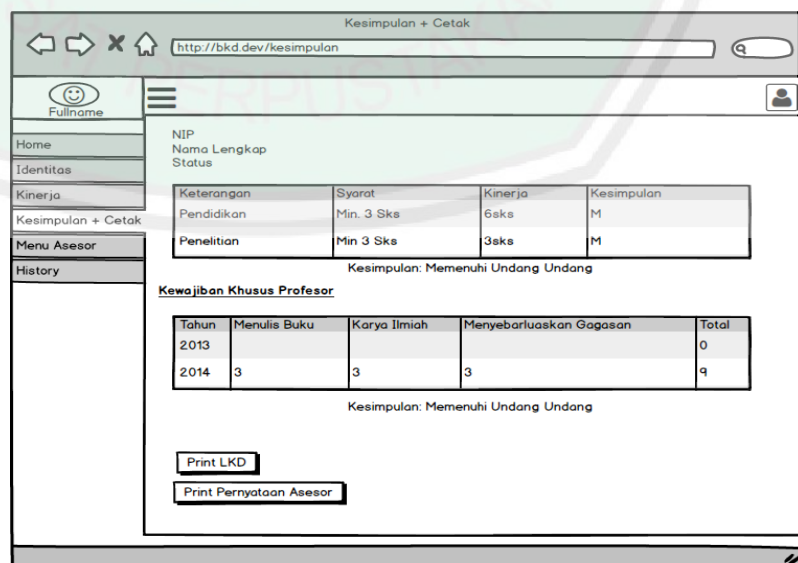 Kesimpulan + Cetak
http://bkd.dev/kesimpulan
Fullname
Home
Identitas
Kinerja
Kesimpulan + Cetak
Menu Asesor
History
NIP
Nama Lengkap
Status
Keterangan Syarat Kinerja Kesimpulan
Pendidikan Min. 3 Sks 6sks M
Penelitian Min 3 Sks 3sks M
Kesimpulan: Memenuhi Undang Undang
Kewajiban Khusus Profesor
Tahun Menulis Buku Karya Ilmiah Menyebarluaskan Gagasan Total
2013 0
2014 3 3 3 9
Kesimpulan: Memenuhi Undang Undang
Print LKD
Print Pernyataan Asesor